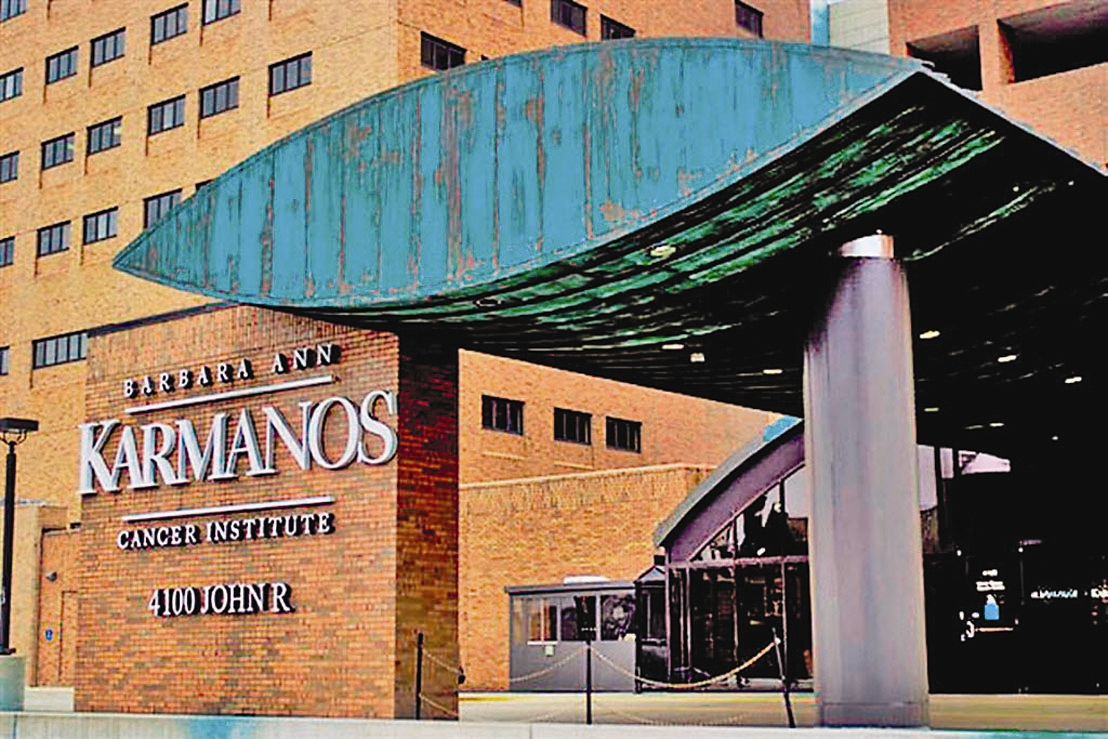 BARBARA ANN
KARMANOS
CANCER INSTITUTE
4100 JOHN R